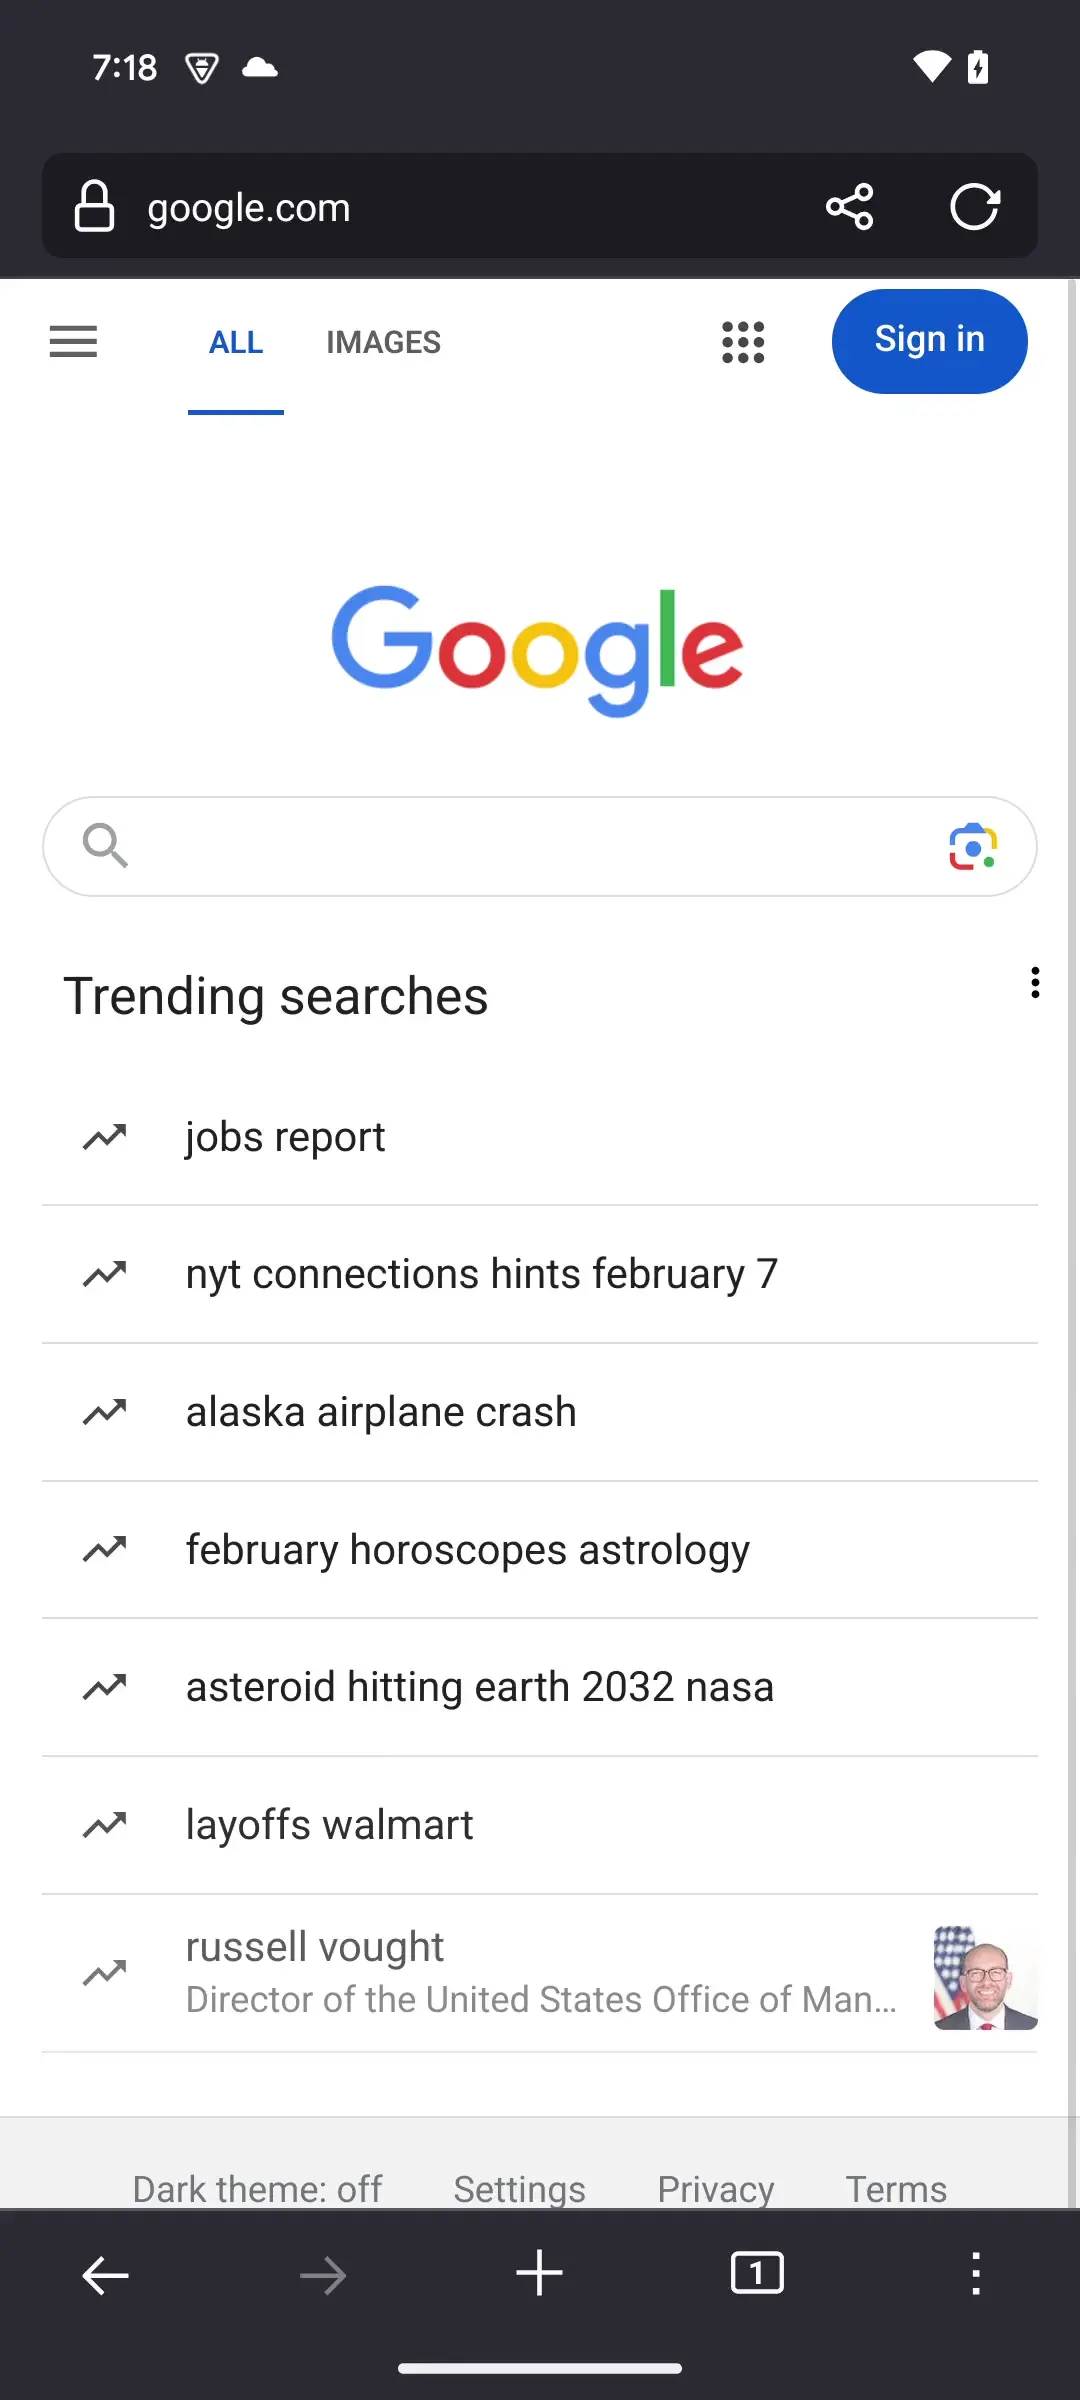 7:18
google.com
ALL IMAGES Sign in
Google
Trending searches
jobs report
nyt connections hints february 7
alaska airplane crash
february horoscopes astrology
asteroid hitting earth 2032 nasa
layoffs walmart
russell vought
Director of the United States Office of Man...
Dark theme: off Settings Privacy Terms
1